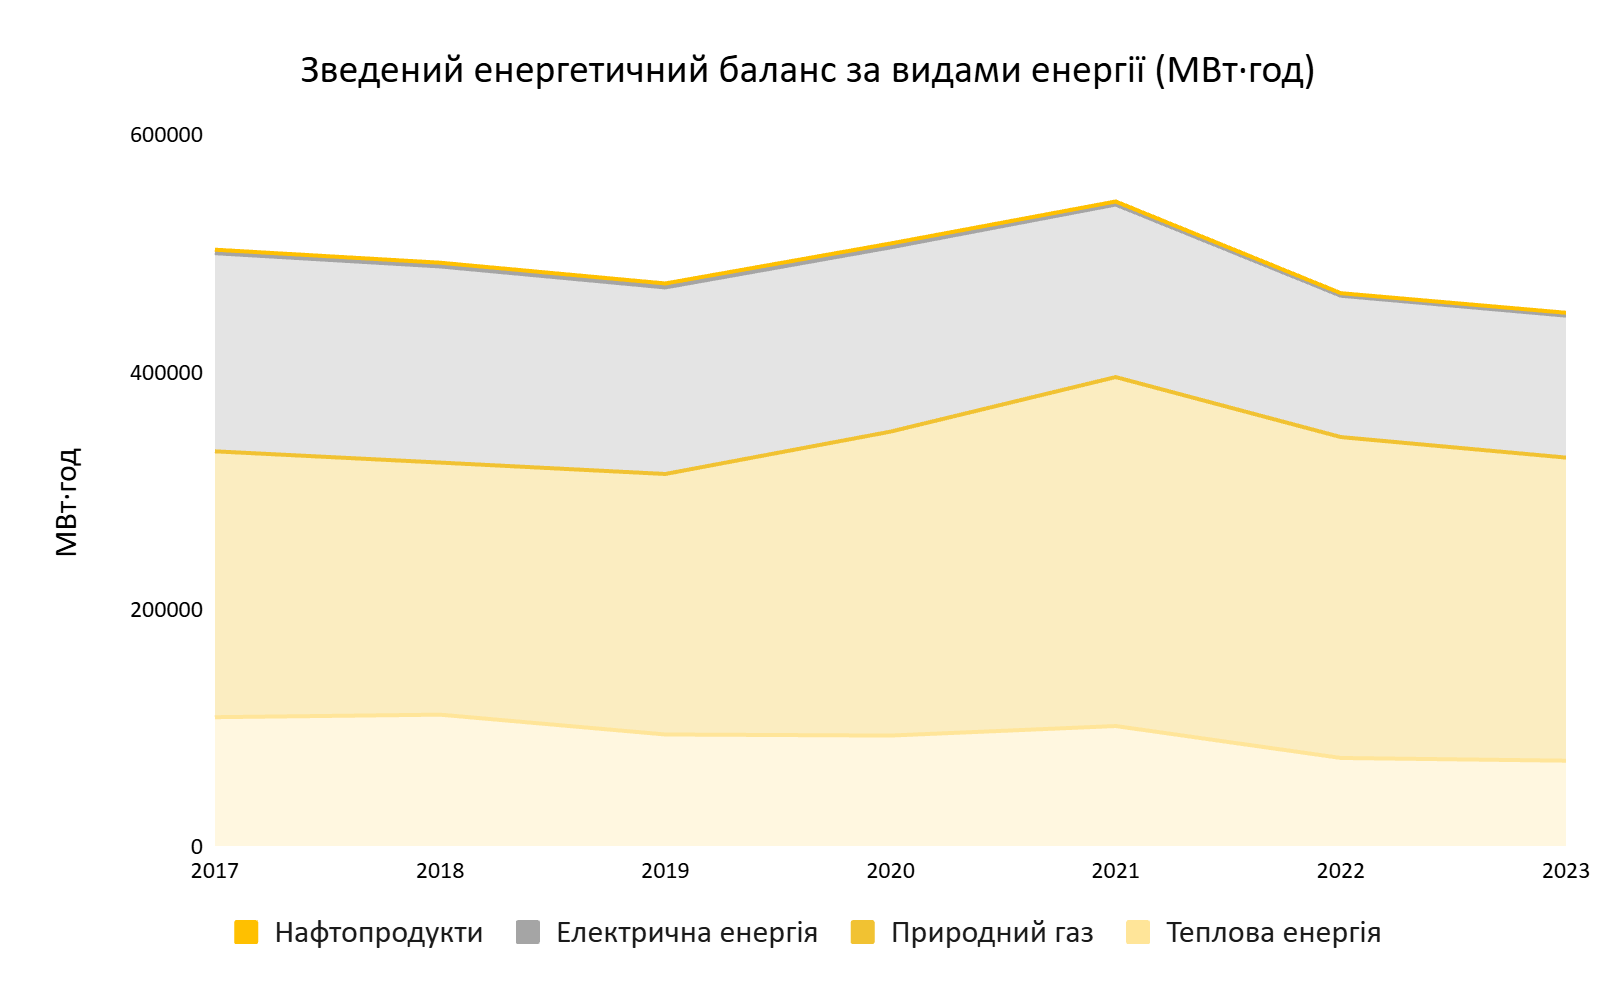 Зведений енергетичний баланс за видами енергії (МВт·год)
600000
400000
200000
0
МВт·год
2017 2018 2019 2020 2021 2022 2023
Нафтопродукти Електрична енергія Природний газ Теплова енергія